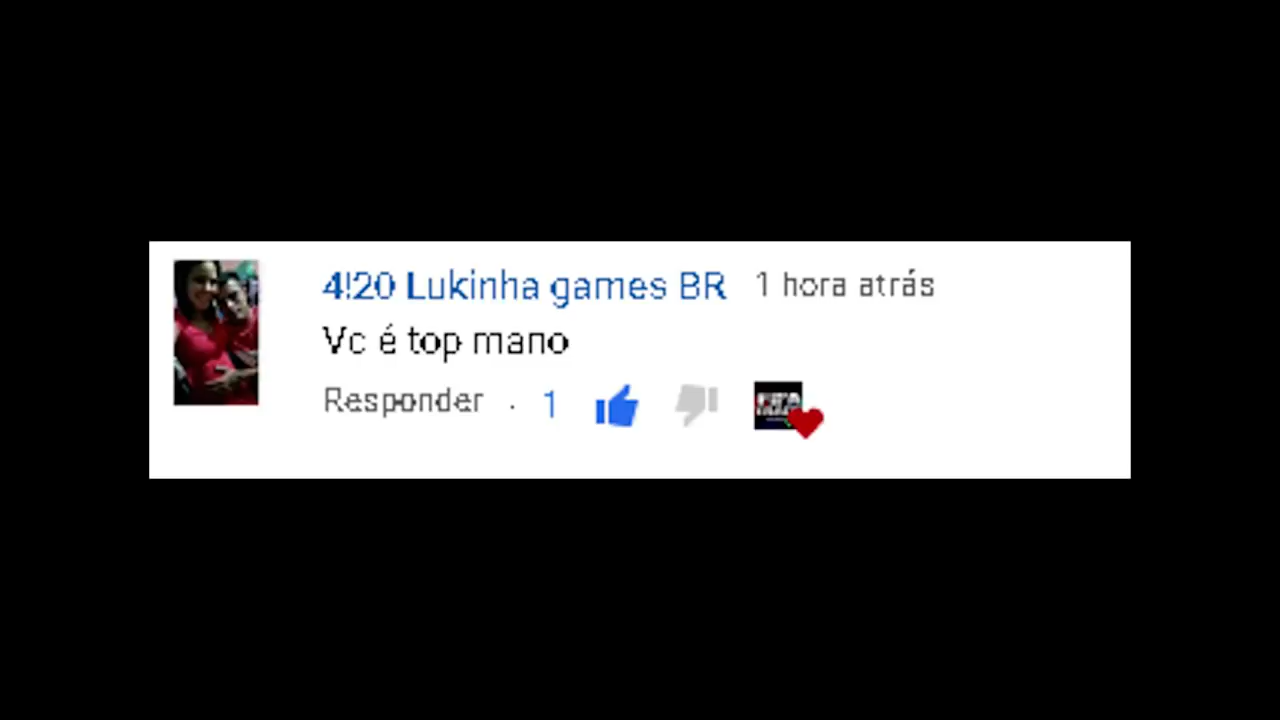 4!20 Lukinha games BR 1 hora atrás
Vc é top mano
Responder . 1